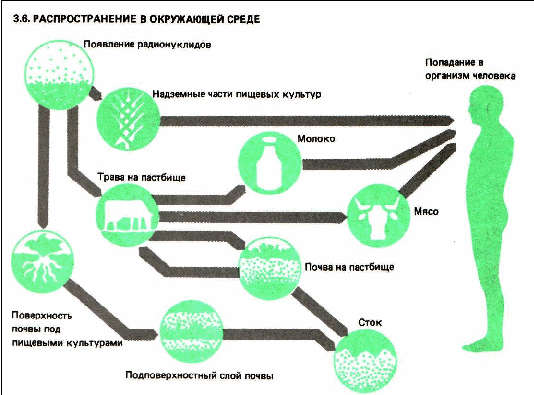 3.6. РАСПРОСТРАНЕНИЕ В ОКРУЖАЮЩЕЙ СРЕДЕ
Появление радионуклидов
Попадание в
организм человека
Надземные части пищевых культур
Молоко
Трава на пастбище
Мясо
Почва на пастбище
Поверхность
почвы под
пищевыми культурами
Сток
Подповерхностный слой почвы